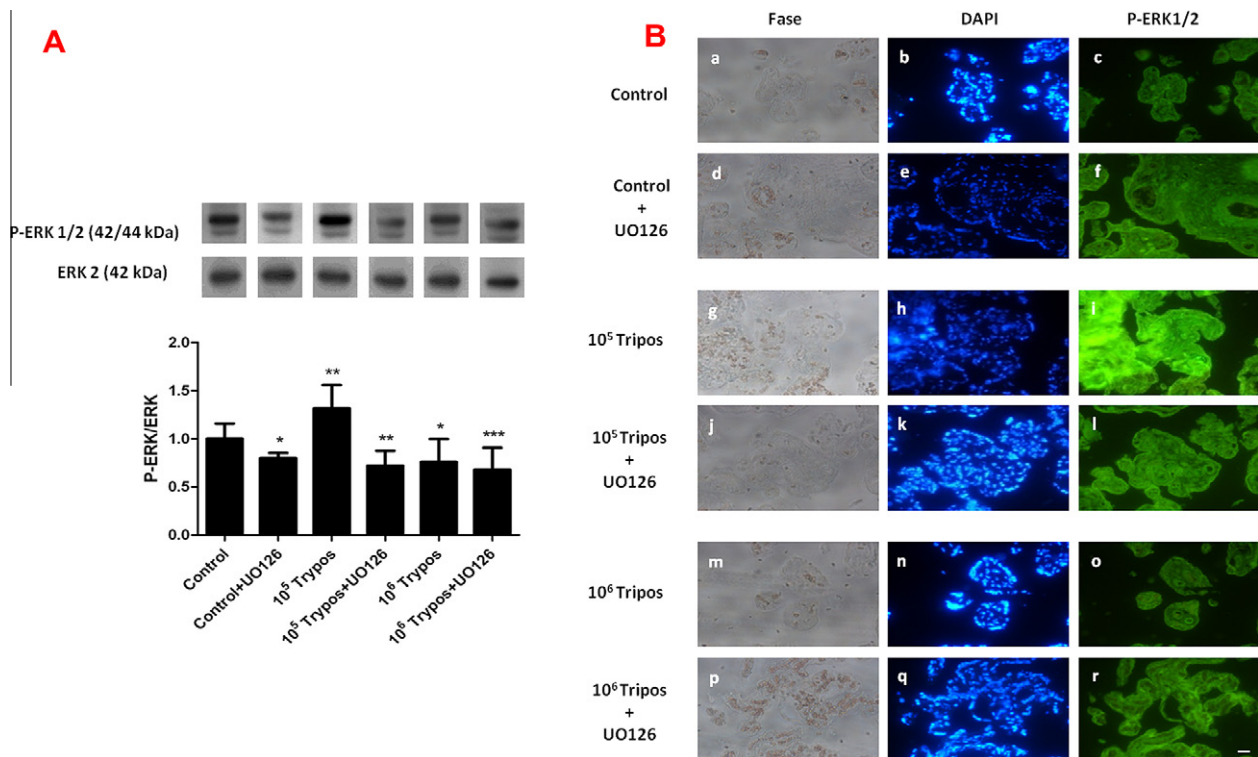 A
P-ERK 1/2 (42/44 kDa)
ERK 2 (42 kDa)
P-ERK/ERK
2.0
1.5
1.0
0.5
0.0
*
**
**
*
***
Control
Control+UO126
10⁵ Trypos
10⁵ Trypos+UO126
10⁶ Trypos
10⁶ Trypos+UO126
B
Fase DAPI P-ERK1/2
Control
a b c
Control
+
UO126
d e f
10⁵ Tripos
g h i
10⁵ Tripos
+
UO126
j k l
10⁶ Tripos
m n o
10⁶ Tripos
+
UO126
p q r